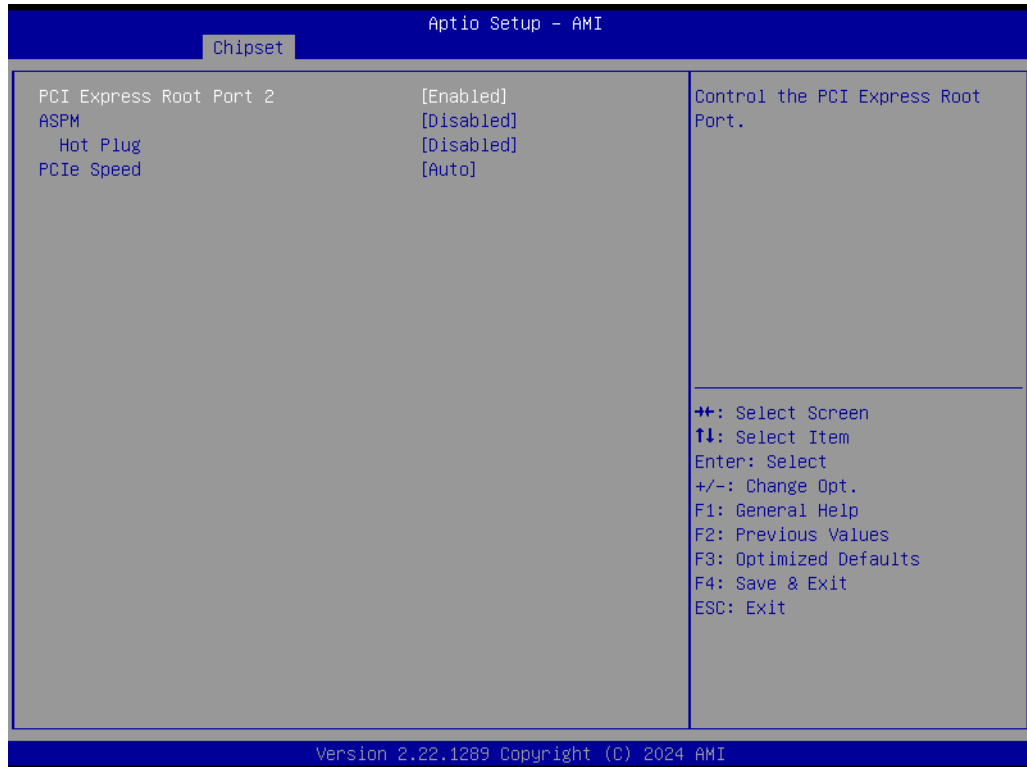 Aptio Setup – AMI
Chipset
PCI Express Root Port 2 [Enabled]
ASPM [Disabled]
Hot Plug [Disabled]
PCIe Speed [Auto]
Control the PCI Express Root
Port.
→←: Select Screen
↑↓: Select Item
Enter: Select
+/-: Change Opt.
F1: General Help
F2: Previous Values
F3: Optimized Defaults
F4: Save & Exit
ESC: Exit
Version 2.22.1289 Copyright (C) 2024 AMI